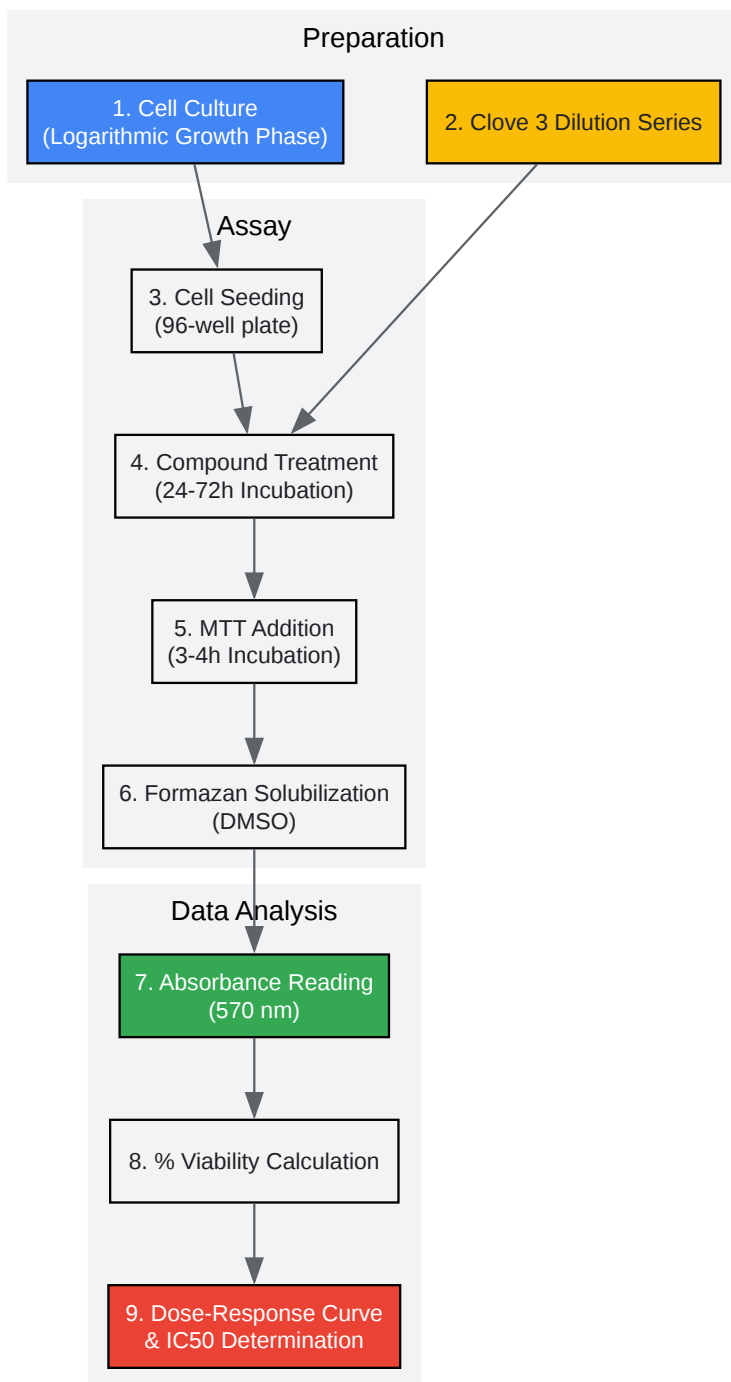 Preparation
1. Cell Culture
(Logarithmic Growth Phase)
2. Clove 3 Dilution Series
Assay
3. Cell Seeding
(96-well plate)
4. Compound Treatment
(24-72h Incubation)
5. MTT Addition
(3-4h Incubation)
6. Formazan Solubilization
(DMSO)
Data Analysis
7. Absorbance Reading
(570 nm)
8. % Viability Calculation
9. Dose-Response Curve
& IC50 Determination